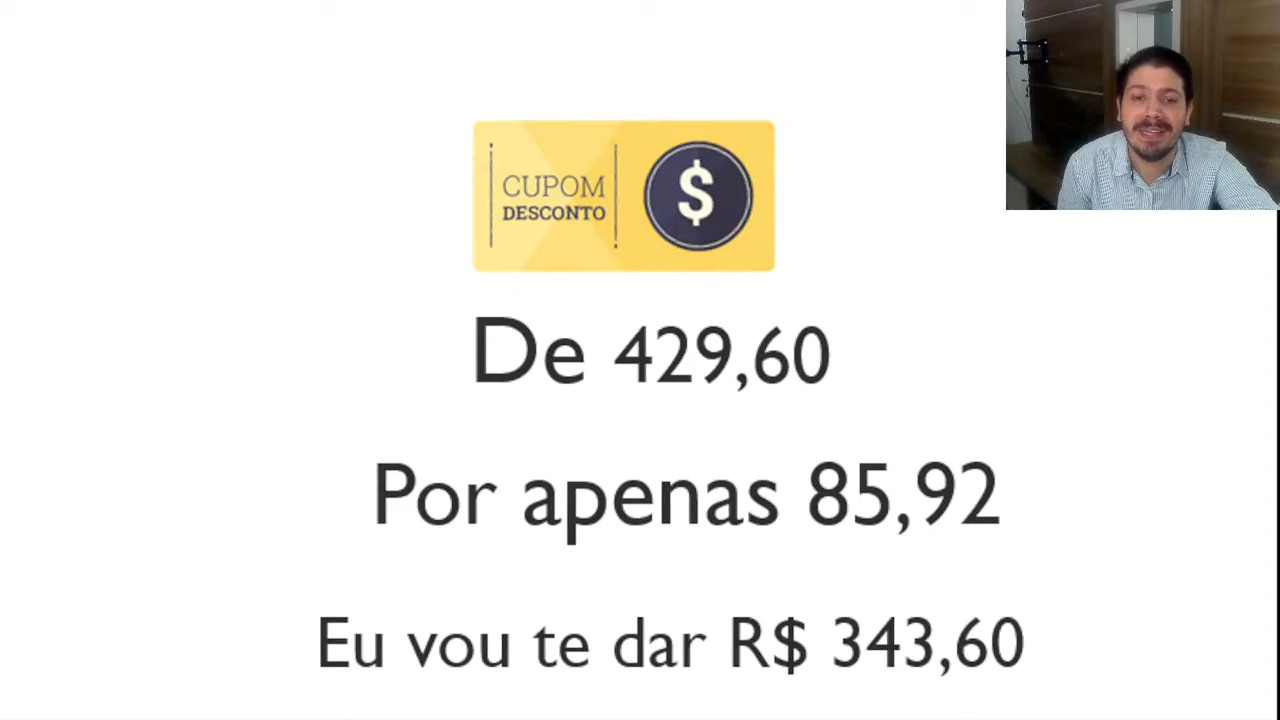 CUPOM
DESCONTO
$
De 429,60
Por apenas 85,92
Eu vou te dar R$ 343,60